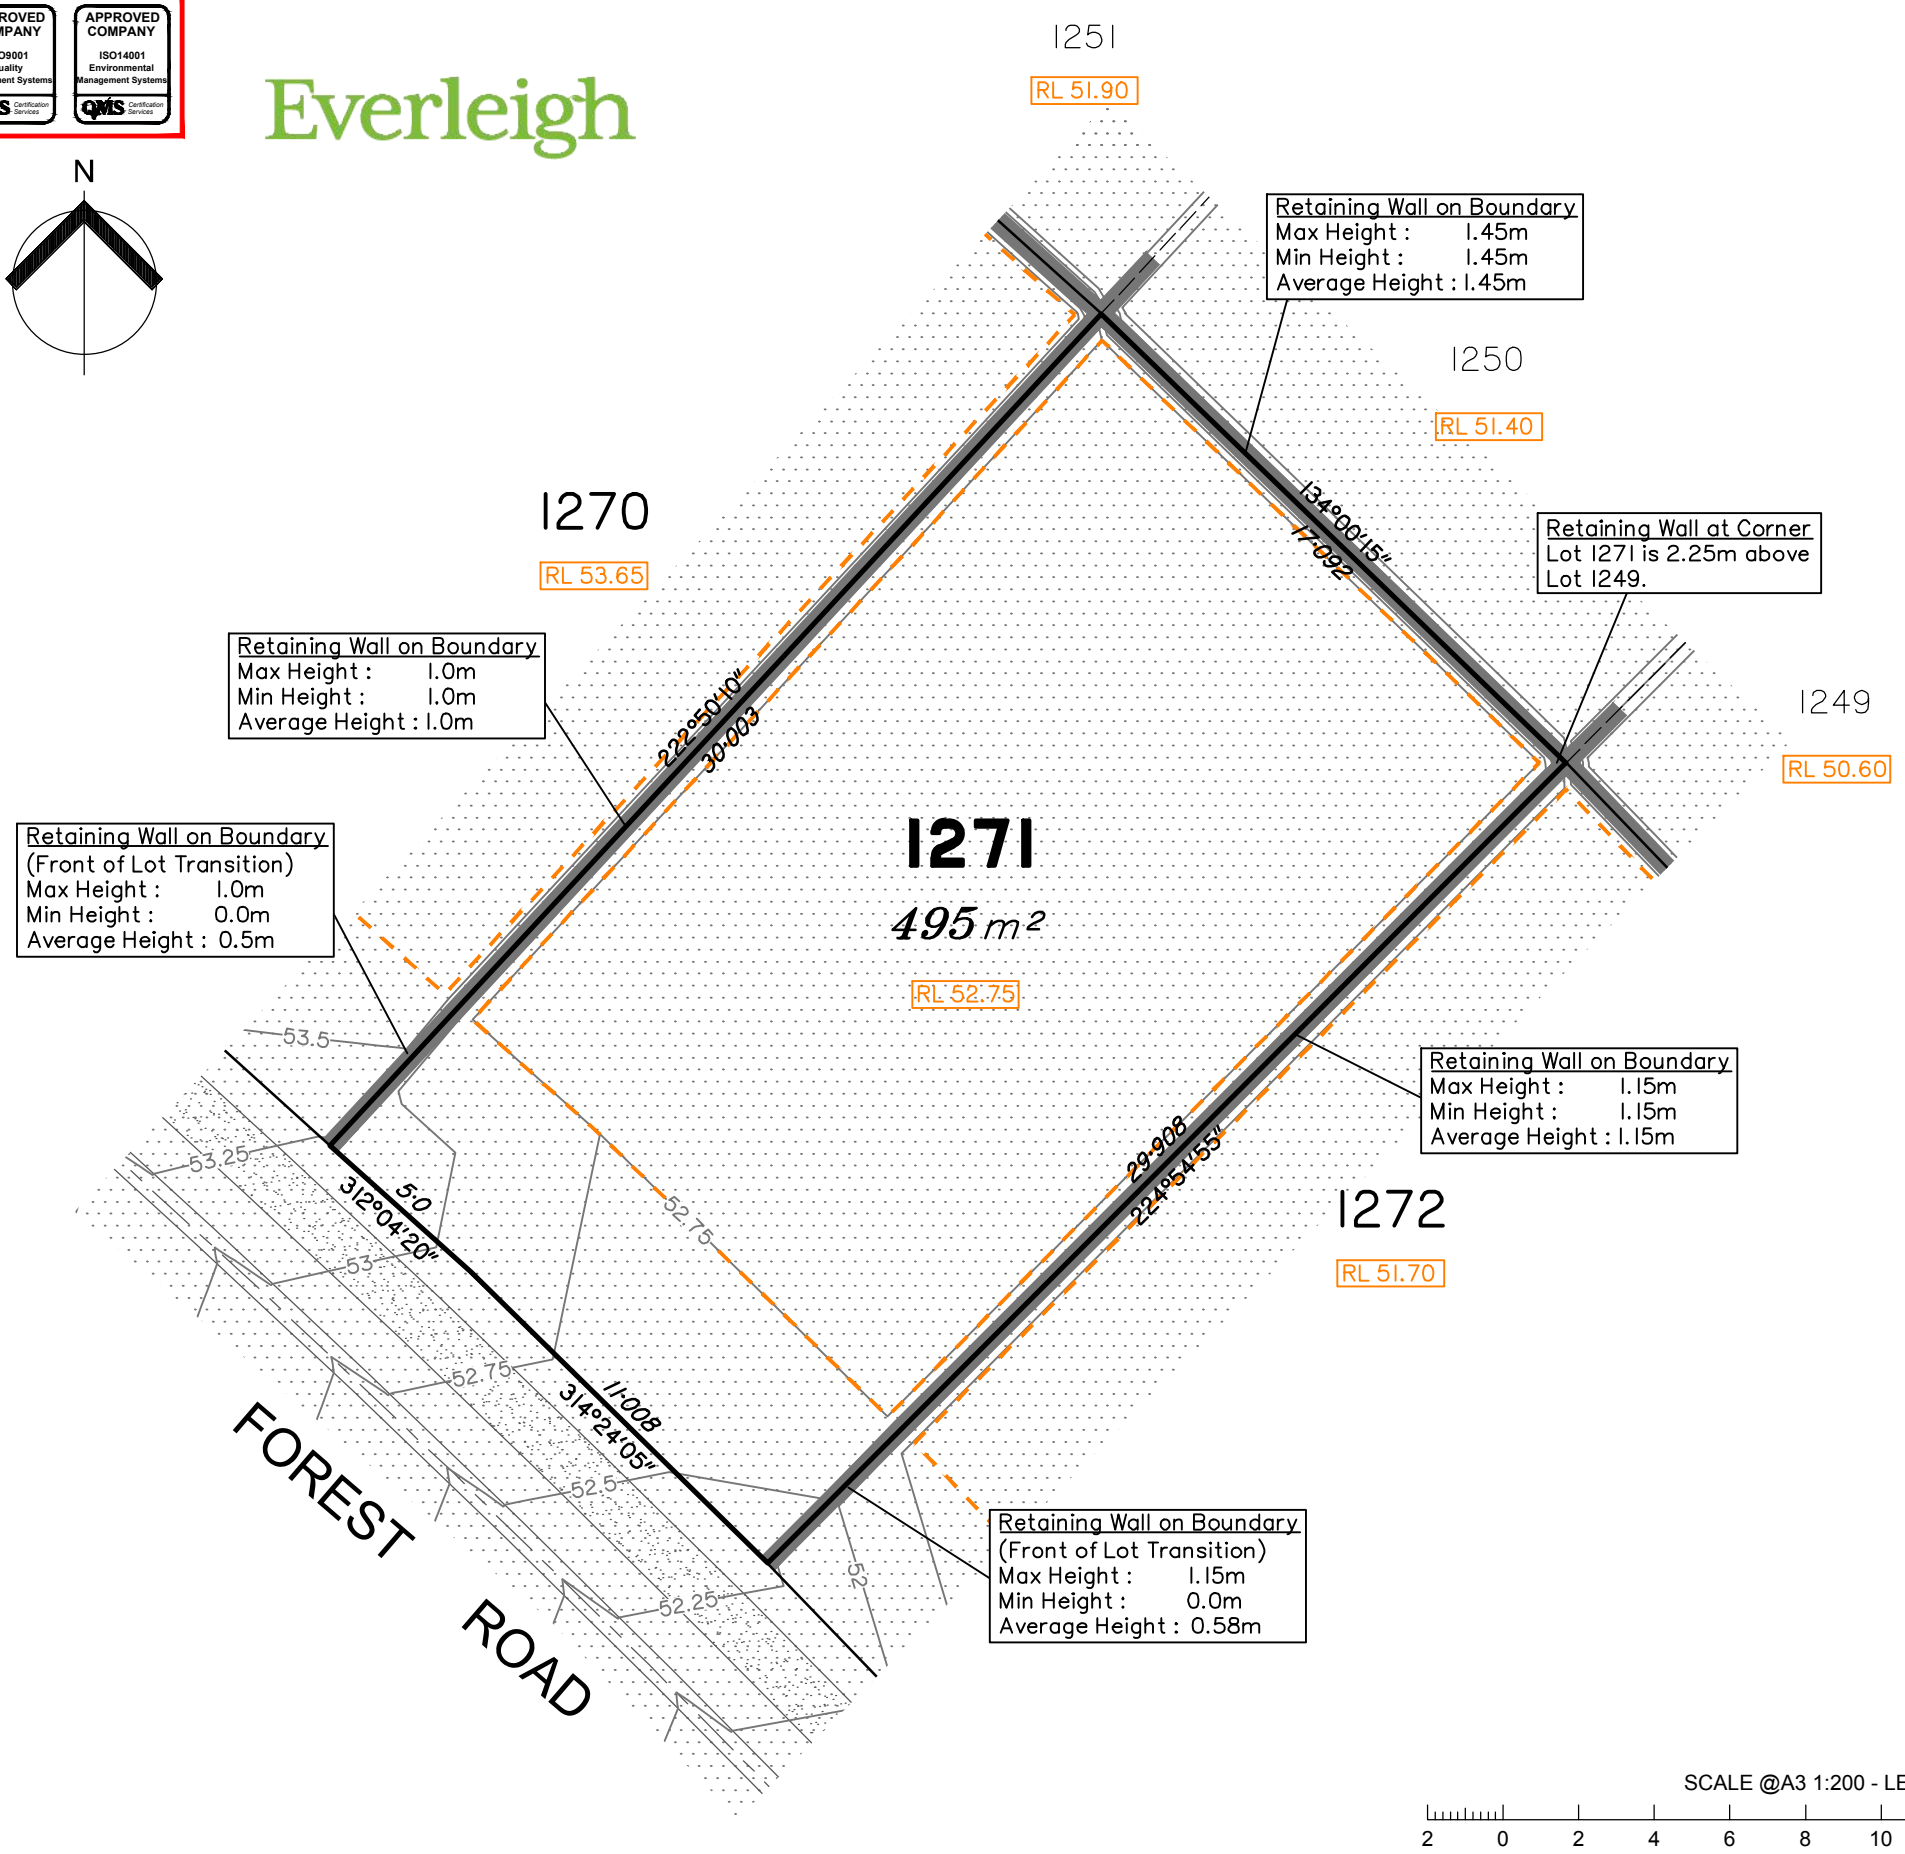 APPROVED
COMPANY
ISO14001
Environmental
Management Systems
QMS Certification
Services
Everleigh
N
1251
RL 51.90
Retaining Wall on Boundary
Max Height : 1.45m
Min Height : 1.45m
Average Height : 1.45m
1250
RL 51.40
134°00'15"
17·092
Retaining Wall at Corner
Lot 1271 is 2.25m above
Lot 1249.
1249
RL 50.60
1270
RL 53.65
Retaining Wall on Boundary
Max Height : 1.0m
Min Height : 1.0m
Average Height : 1.0m
222°50'10"
30·003
Retaining Wall on Boundary
(Front of Lot Transition)
Max Height : 1.0m
Min Height : 0.0m
Average Height : 0.5m
1271
495 m²
RL 52.75
Retaining Wall on Boundary
Max Height : 1.15m
Min Height : 1.15m
Average Height : 1.15m
29·908
224°54'55"
1272
RL 51.70
53.5
53.25
5·0
312°04'20"
53
52.75
52.75
11·008
314°24'05"
52.5
52.25
52
Retaining Wall on Boundary
(Front of Lot Transition)
Max Height : 1.15m
Min Height : 0.0m
Average Height : 0.58m
FOREST
ROAD
SCALE @A3 1:200 - LE
2 0 2 4 6 8 10